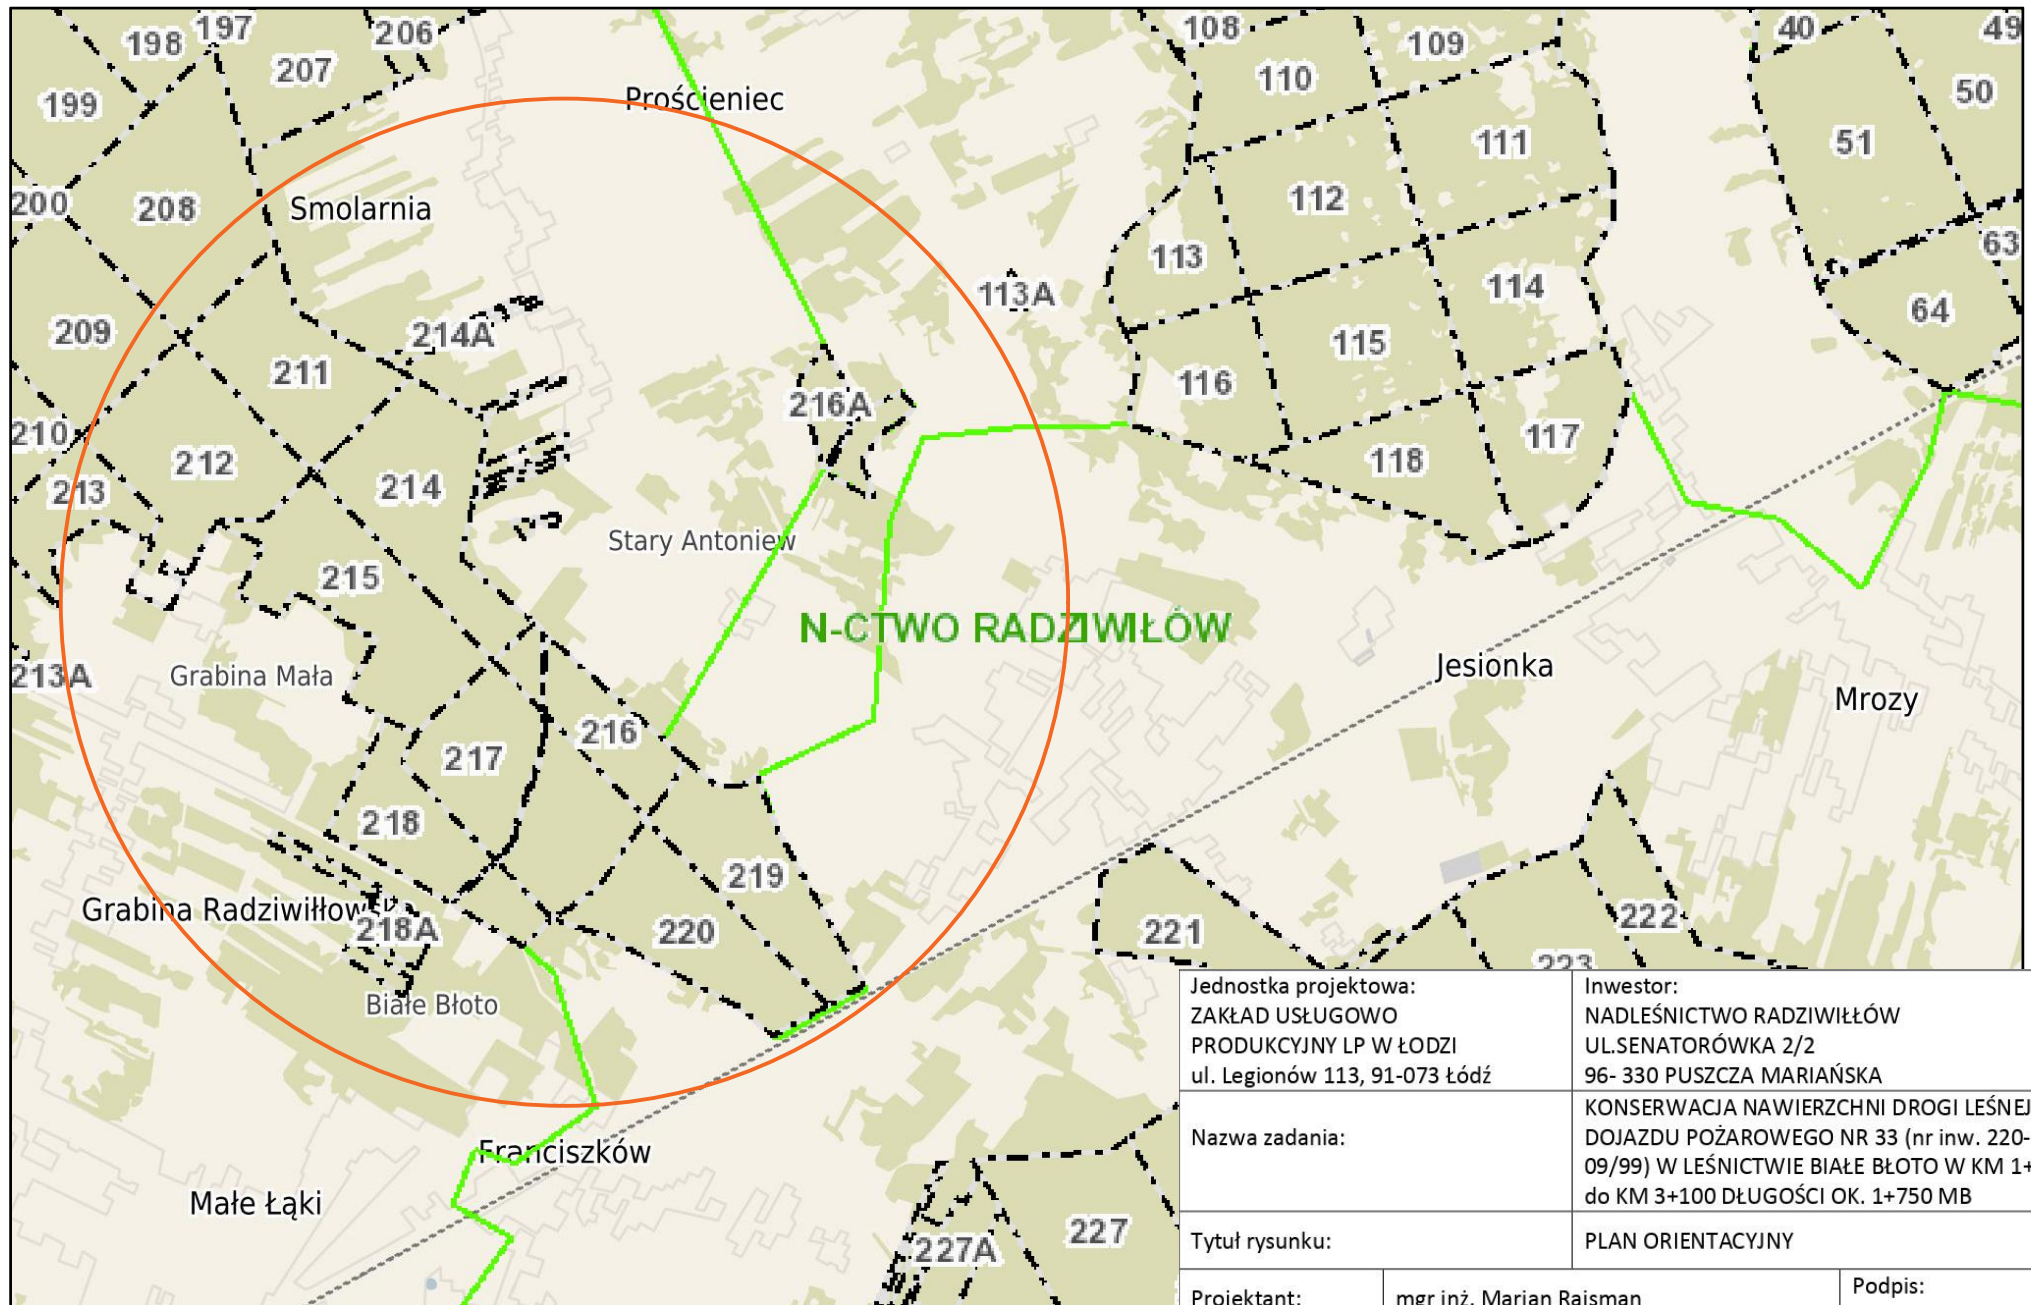 197
198
206
207
199
108
109
110
40
49
50
51
Prościeniec
111
112
200
208
Smolarnia
113
63
113A
114
64
209
214A
115
211
116
216A
210
212
213
214
118
117
Stary Antoniew
215
N-CTWO RADZIWIŁŁÓW
213A
Grabina Mała
Jesionka
Mrozy
216
217
218
219
Grabina Radziwiłłowska
218A
220
221
222
223
Białe Błoto
Franciszków
Małe Łąki
227A
227
Jednostka projektowa:
ZAKŁAD USŁUGOWO
PRODUKCYJNY LP W ŁODZI
ul. Legionów 113, 91-073 Łódź
Inwestor:
NADLEŚNICTWO RADZIWIŁŁÓW
UL.SENATORÓWKA 2/2
96- 330 PUSZCZA MARIAŃSKA
Nazwa zadania:
KONSERWACJA NAWIERZCHNI DROGI LEŚNEJ
DOJAZDU POŻAROWEGO NR 33 (nr inw. 220-
09/99) W LEŚNICTWIE BIAŁE BŁOTO W KM 1+
do KM 3+100 DŁUGOŚCI OK. 1+750 MB
Tytuł rysunku:
PLAN ORIENTACYJNY
Projektant:
mgr inż. Marian Rajsman
Podpis: